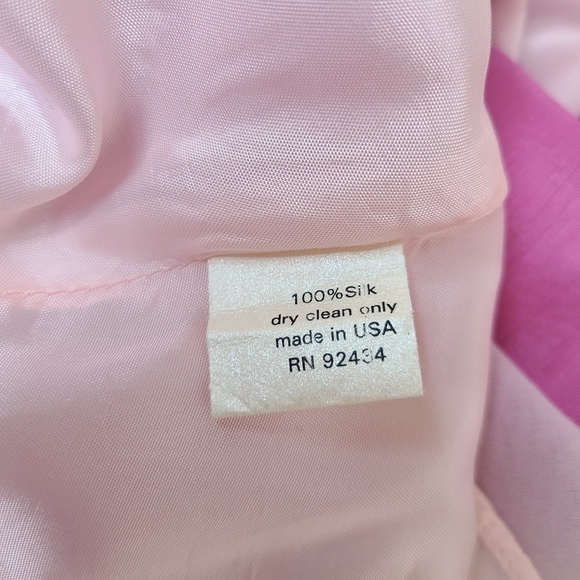 100%Silk
dry clean only
made in USA
RN 92434